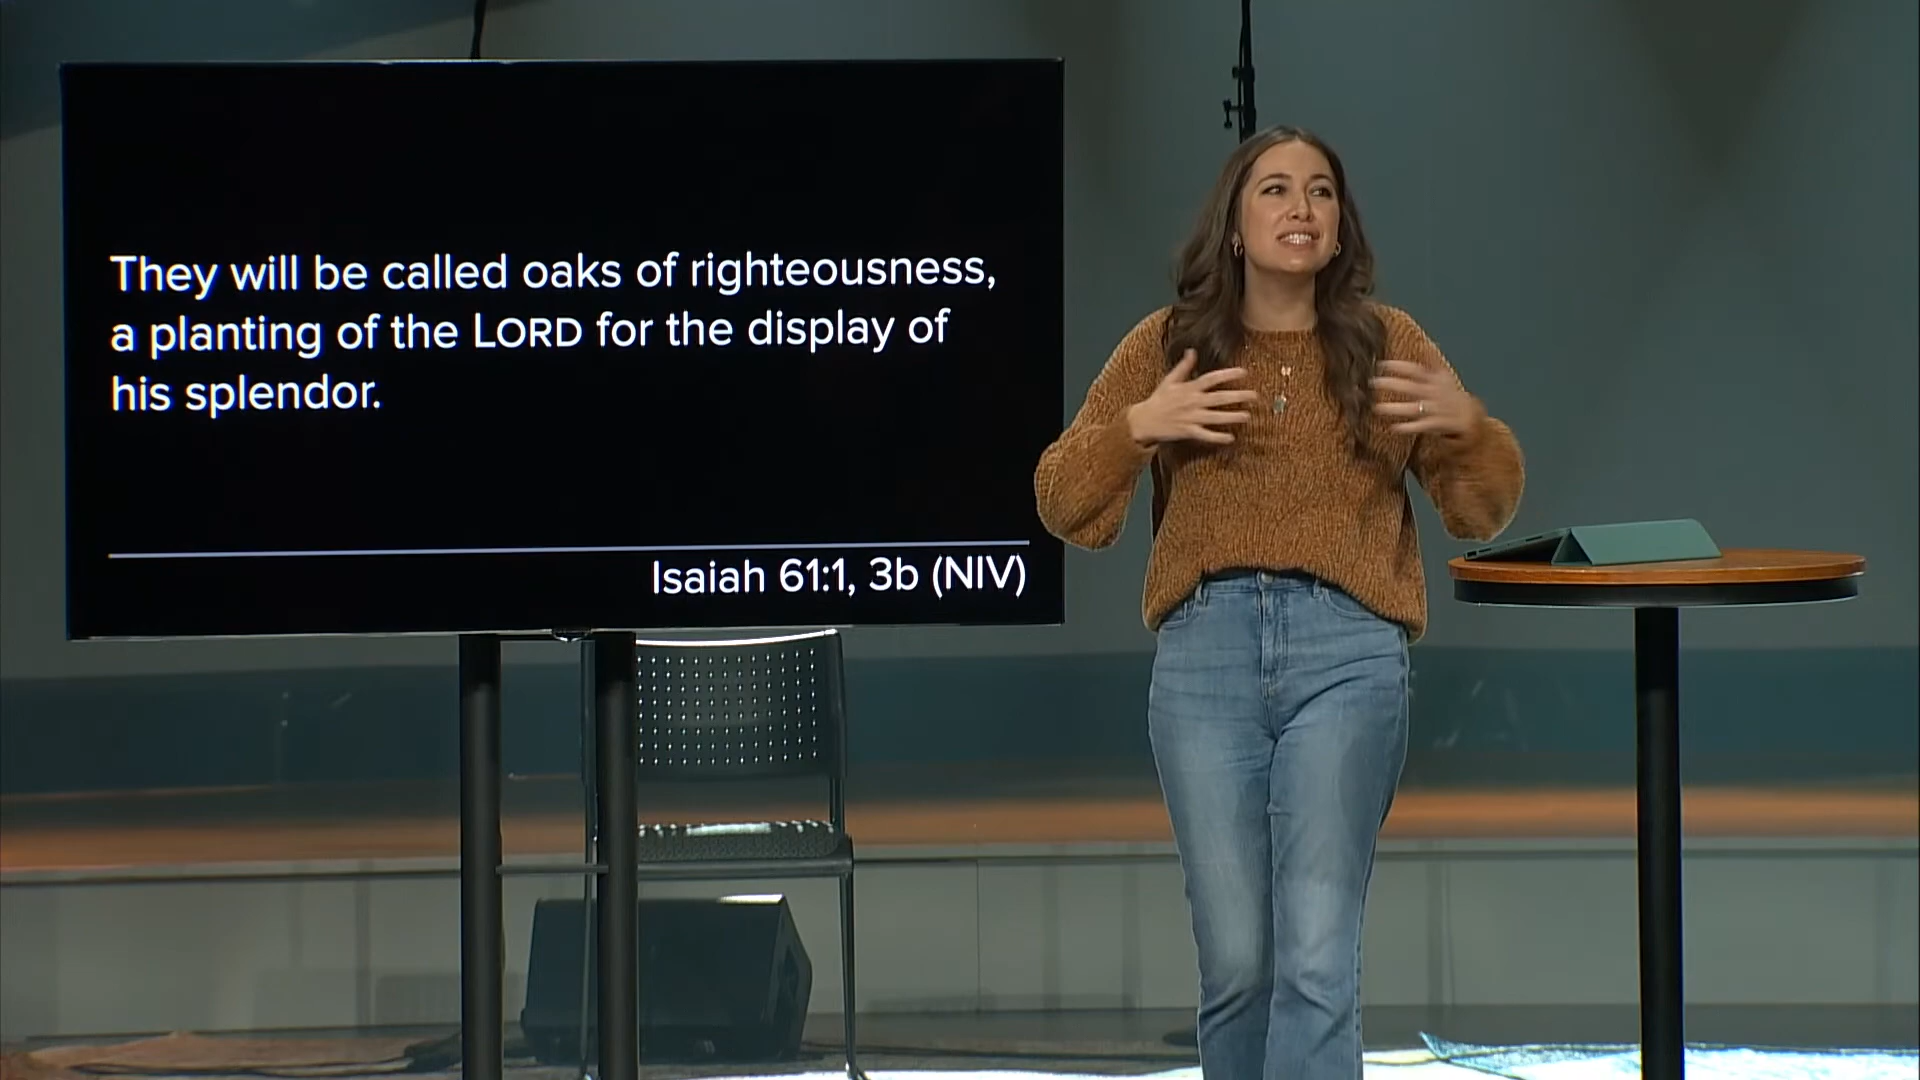 They will be called oaks of righteousness,
a planting of the LORD for the display of
his splendor.
Isaiah 61:1, 3b (NIV)